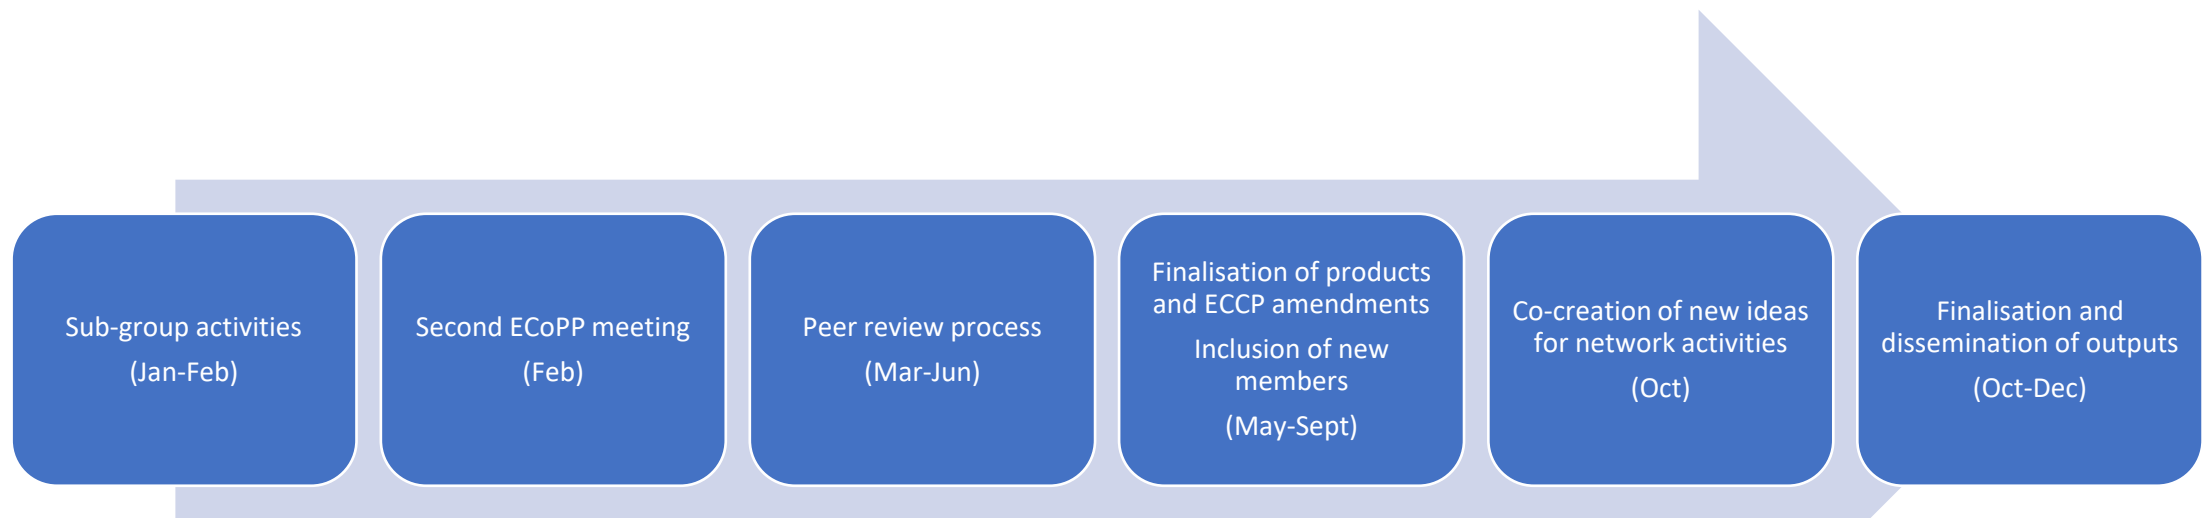 Sub-group activities
(Jan-Feb)
Second ECoPP meeting
(Feb)
Peer review process
(Mar-Jun)
Finalisation of products
and ECCP amendments
Inclusion of new
members
(May-Sept)
Co-creation of new ideas
for network activities
(Oct)
Finalisation and
dissemination of outputs
(Oct-Dec)